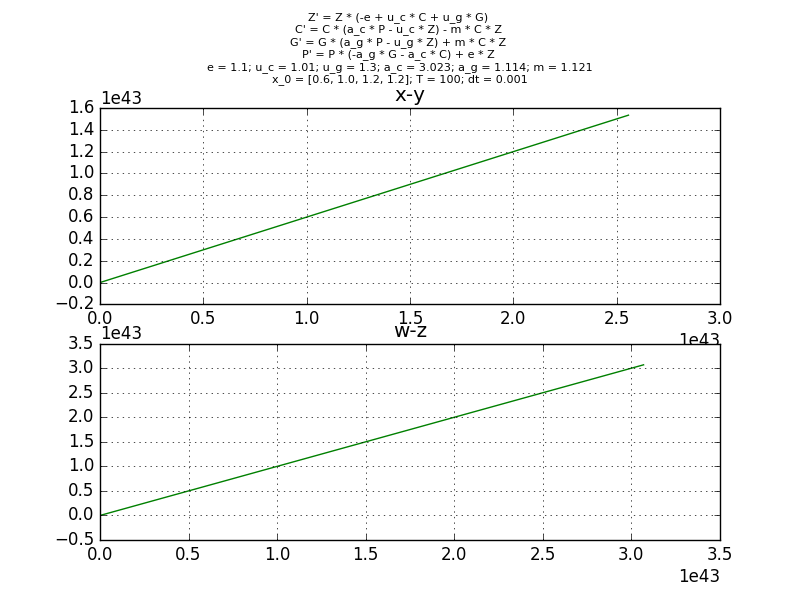 Z' = Z * (-e + u_c * C + u_g * G)
C' = C * (a_c * P - u_c * Z) - m * C * Z
G' = G * (a_g * P - u_g * Z) + m * C * Z
P' = P * (-a_g * G - a_c * C) + e * Z
e = 1.1; u_c = 1.01; u_g = 1.3; a_c = 3.023; a_g = 1.114; m = 1.121
x_0 = [0.6, 1.0, 1.2, 1.2]; T = 100; dt = 0.001
1e43
x-y
1.6
1.4
1.2
1.0
0.8
0.6
0.4
0.2
0.0
−0.2
0.0 0.5 1.0 1.5 2.0 2.5 3.0
1e43
1e43
w-z
3.5
3.0
2.5
2.0
1.5
1.0
0.5
0.0
−0.5
0.0 0.5 1.0 1.5 2.0 2.5 3.0 3.5
1e43